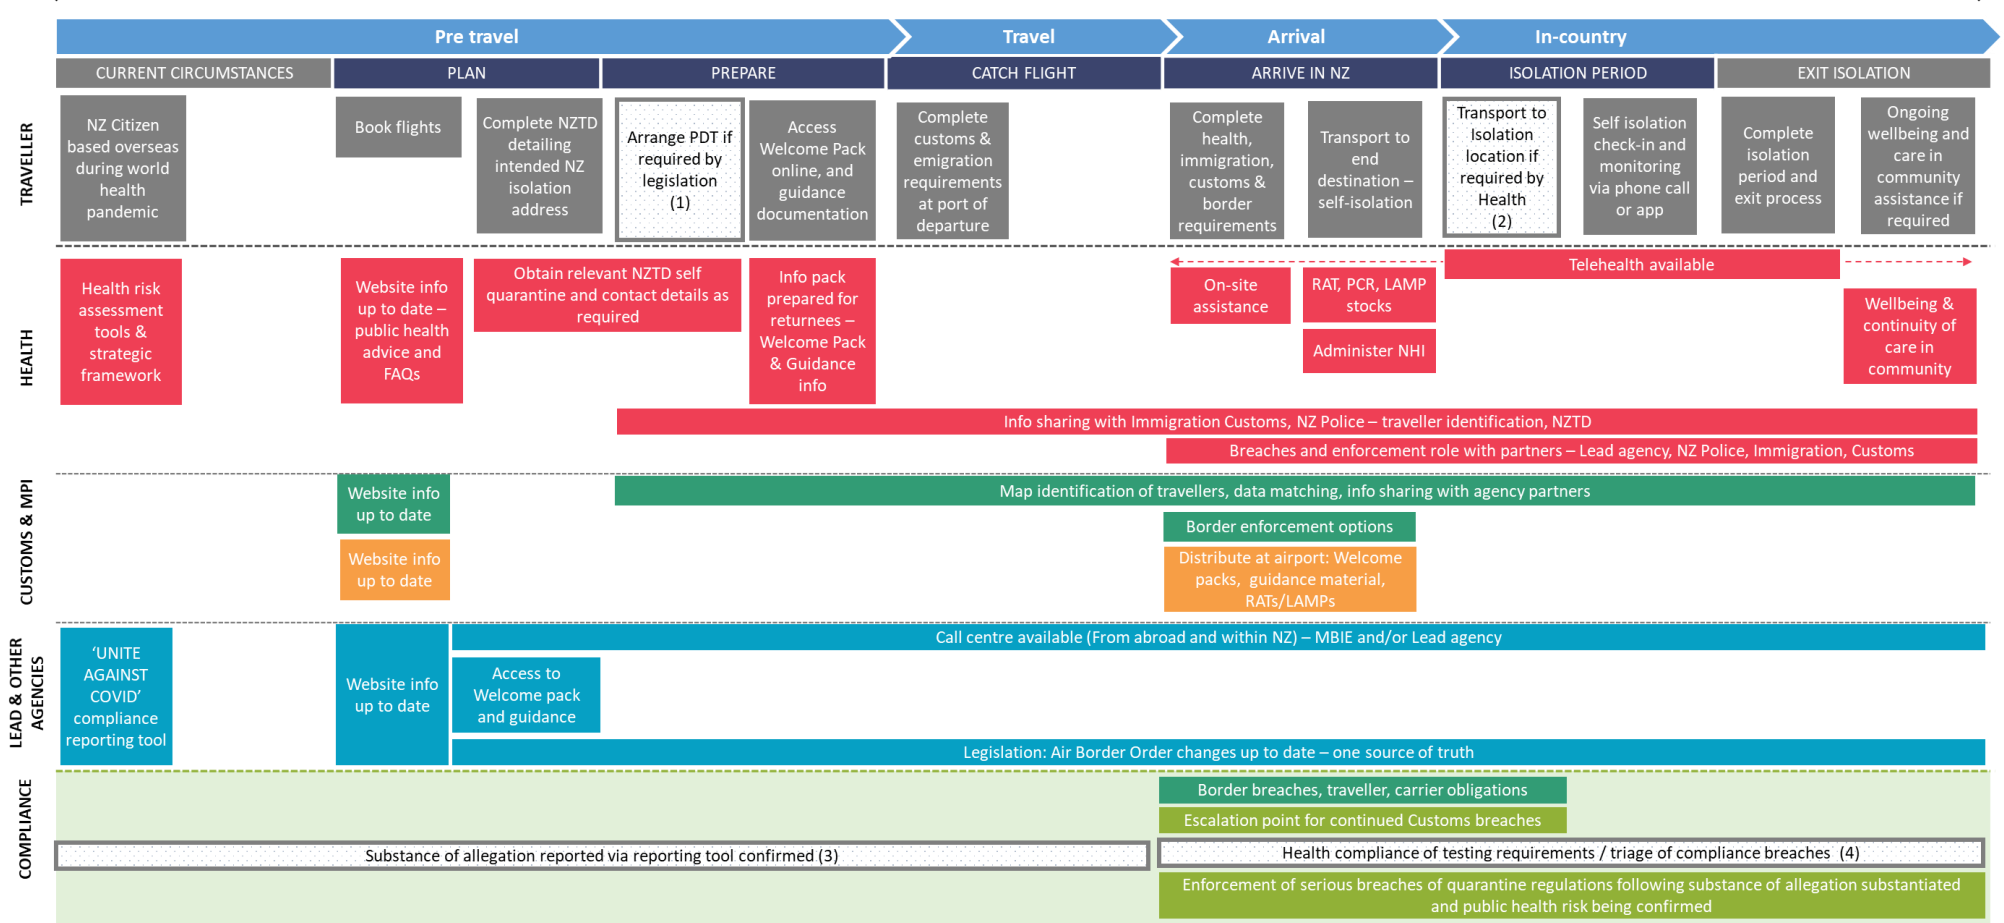 Pre travel
Travel
Arrival
In-country
CURRENT CIRCUMSTANCES
PLAN
PREPARE
CATCH FLIGHT
ARRIVE IN NZ
ISOLATION PERIOD
EXIT ISOLATION
TRAVELLER
NZ Citizen
based overseas
during world
health
pandemic
Book flights
Complete NZTD
detailing
intended NZ
isolation
address
Arrange PDT if
required by
legislation
(1)
Access
Welcome Pack
online, and
guidance
documentation
Complete
customs &
emigration
requirements
at port of
departure
Complete
health,
immigration,
customs &
border
requirements
Transport to
end
destination –
self-isolation
Transport to
Isolation
location if
required by
Health
(2)
Self isolation
check-in and
monitoring
via phone call
or app
Complete
isolation
period and
exit process
Ongoing
wellbeing and
care in
community
assistance if
required
HEALTH
Health risk
assessment
tools &
strategic
framework
Website info
up to date –
public health
advice and
FAQs
Obtain relevant NZTD self
quarantine and contact details as
required
Info pack
prepared for
returnees –
Welcome Pack
& Guidance
info
On-site
assistance
RAT, PCR, LAMP
stocks
Administer NHI
Telehealth available
Wellbeing &
continuity of
care in
community
Info sharing with Immigration Customs, NZ Police – traveller identification, NZTD
Breaches and enforcement role with partners – Lead agency, NZ Police, Immigration, Customs
CUSTOMS & MPI
Website info
up to date
Website info
up to date
Map identification of travellers, data matching, info sharing with agency partners
Border enforcement options
Distribute at airport: Welcome
packs, guidance material,
RATs/LAMPs
LEAD & OTHER
AGENCIES
‘UNITE
AGAINST
COVID’
compliance
reporting tool
Website info
up to date
Call centre available (From abroad and within NZ) – MBIE and/or Lead agency
Access to
Welcome pack
and guidance
Legislation: Air Border Order changes up to date – one source of truth
COMPLIANCE
Border breaches, traveller, carrier obligations
Escalation point for continued Customs breaches
Substance of allegation reported via reporting tool confirmed (3)
Health compliance of testing requirements / triage of compliance breaches (4)
Enforcement of serious breaches of quarantine regulations following substance of allegation substantiated
and public health risk being confirmed